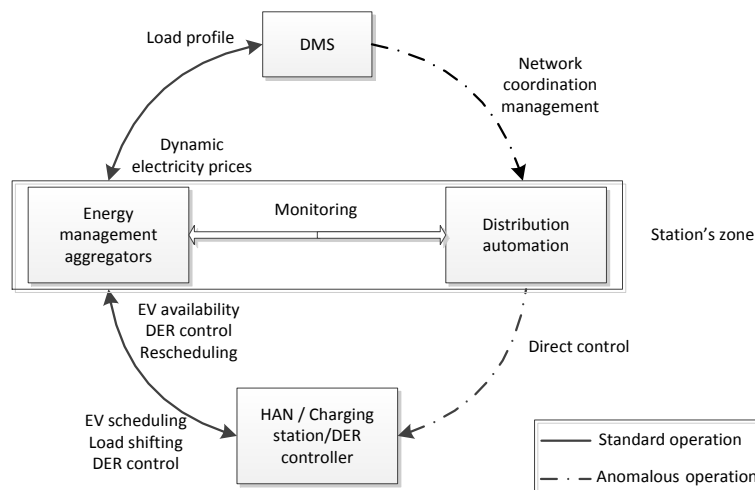 Load profile
DMS
Network
coordination
management
Dynamic
electricity prices
Energy
management
aggregators
Monitoring
Distribution
automation
Station's zone
EV availability
DER control
Rescheduling
Direct control
EV scheduling
Load shifting
DER control
HAN / Charging
station/DER
controller
Standard operation
Anomalous operation